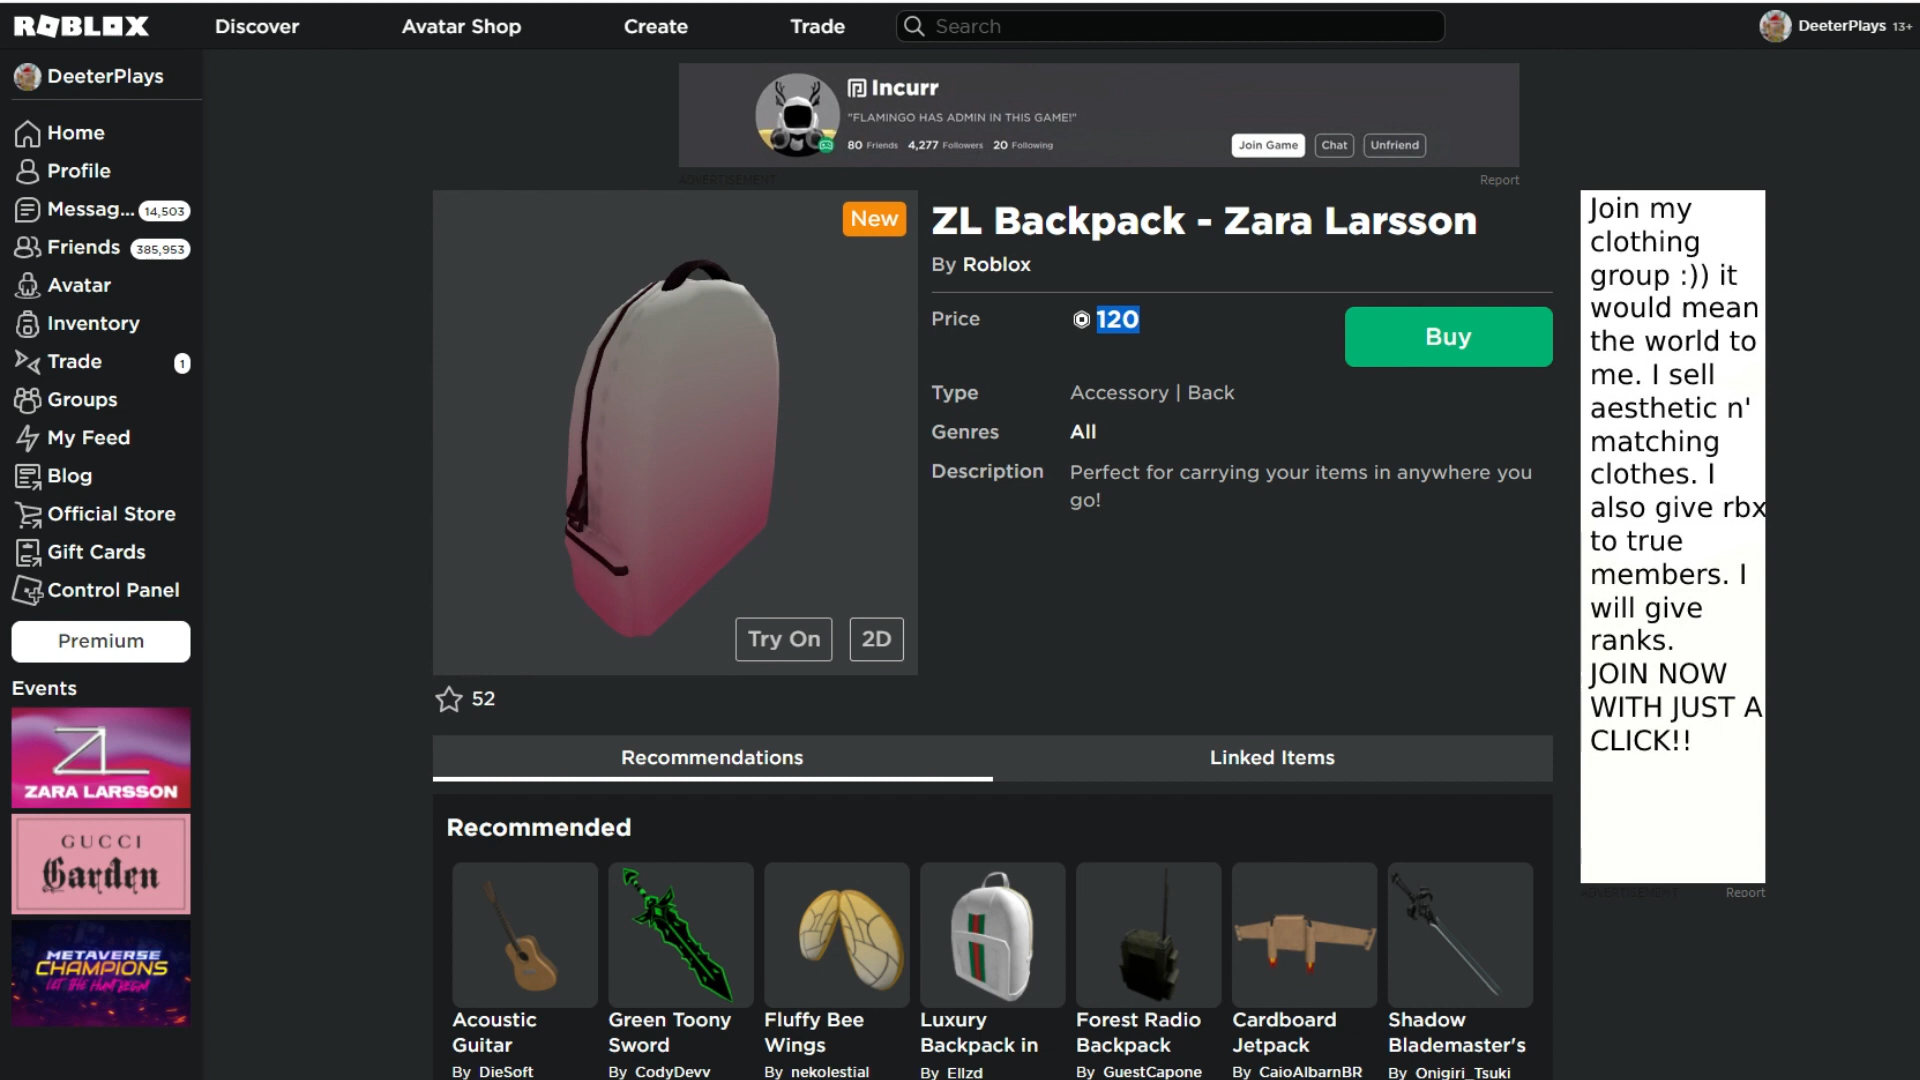 ROBLOX
Discover
Avatar Shop
Create
Trade
Search
DeeterPlays 13+
DeeterPlays
Home
Profile
Messag... 14,503
Friends 385,953
Avatar
Inventory
Trade 1
Groups
My Feed
Blog
Official Store
Gift Cards
Control Panel
Premium
Events
ZL
ZARA LARSSON
GUCCI
Garden
METAVERSE
CHAMPIONS
LET THE HUNT BEGIN!
Incurr
"FLAMINGO HAS ADMIN IN THIS GAME!"
80 Friends 4,277 Followers 20 Following
Join Game
Chat
Unfriend
ADVERTISEMENT
Report
New
Try On
2D
52
ZL Backpack - Zara Larsson
By Roblox
Price 120
Buy
Type Accessory | Back
Genres All
Description Perfect for carrying your items in anywhere you
go!
Recommendations
Linked Items
Recommended
Acoustic
Guitar
By DieSoft
Green Toony
Sword
By CodyDevv
Fluffy Bee
Wings
By nekolestial
Luxury
Backpack in
By Ellzd
Forest Radio
Backpack
By GuestCapone
Cardboard
Jetpack
By CaioAlbarnBR
Shadow
Blademaster's
By Onigiri_Tsuki
Join my
clothing
group :)) it
would mean
the world to
me. I sell
aesthetic n'
matching
clothes. I
also give rbx
to true
members. I
will give
ranks.
JOIN NOW
WITH JUST A
CLICK!!
ADVERTISEMENT
Report